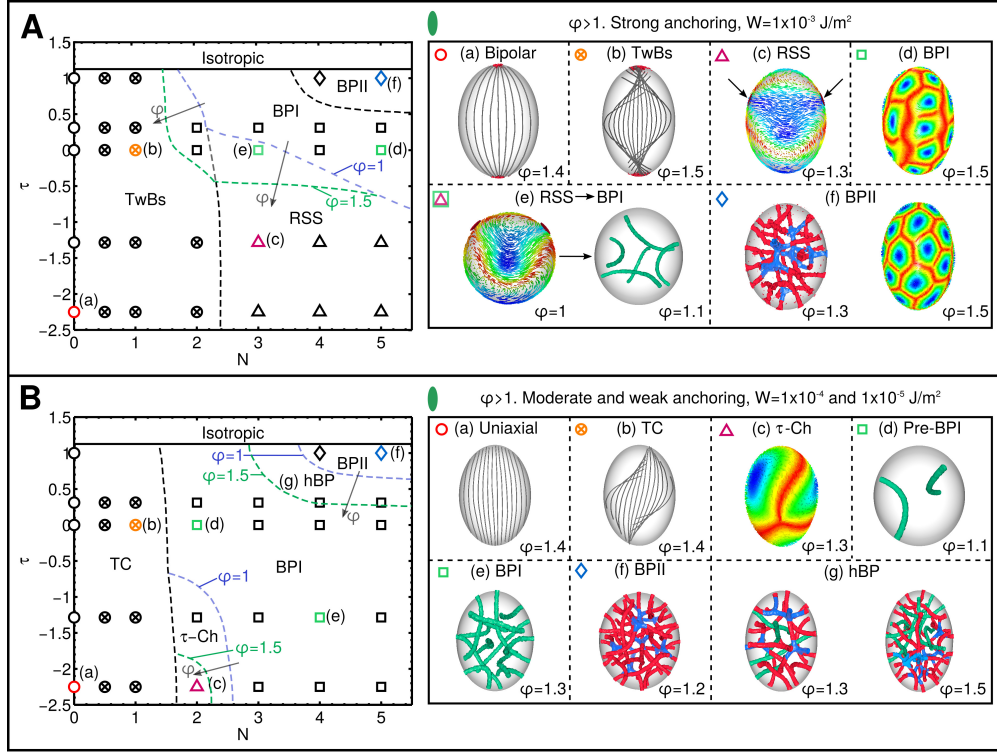 A
φ>1. Strong anchoring, W=1x10⁻³ J/m²
1.5
1
0.5
0
−0.5
−1
−1.5
−2
−2.5
τ
0
1
2
3
4
5
N
Isotropic
BPII
(f)
BPI
φ
(b)
(e)
(d)
φ=1
φ=1.5
φ
TwBs
RSS
(c)
(a)
(a) Bipolar
φ=1.4
(b) TwBs
φ=1.5
(c) RSS
φ=1.3
(d) BPI
φ=1.5
(e) RSS→BPI
φ=1
φ=1.1
(f) BPII
φ=1.3
φ=1.5
B
φ>1. Moderate and weak anchoring, W=1x10⁻⁴ and 1x10⁻⁵ J/m²
1.5
1
0.5
0
−0.5
−1
−1.5
−2
−2.5
τ
0
1
2
3
4
5
N
Isotropic
φ=1
φ=1.5
(g) hBP
BPII
(f)
φ
(b)
(d)
TC
BPI
φ=1
(e)
τ−Ch
φ=1.5
φ
(c)
(a)
(a) Uniaxial
φ=1.4
(b) TC
φ=1.4
(c) τ-Ch
φ=1.3
(d) Pre-BPI
φ=1.1
(e) BPI
φ=1.3
(f) BPII
φ=1.2
(g) hBP
φ=1.3
φ=1.5